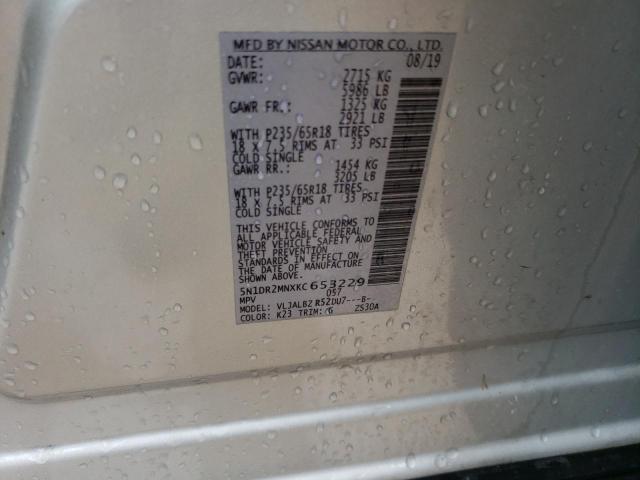 MFD BY NISSAN MOTOR CO., LTD.
DATE: 08/19
GVWR: 2715 KG
5986 LB
GAWR FR.: 1325 KG
2921 LB
WITH P235/65R18 TIRES
18 X 7.5 RIMS AT 33 PSI
COLD SINGLE
GAWR RR.: 1454 KG
3205 LB
WITH P235/65R18 TIRES
18 X 7.5 RIMS AT 33 PSI
COLD SINGLE
THIS VEHICLE CONFORMS TO
ALL APPLICABLE FEDERAL
MOTOR VEHICLE SAFETY AND
THEFT PREVENTION
STANDARDS IN EFFECT ON
THE DATE OF MANUFACTURE
SHOWN ABOVE.
5N1DR2MNXKC653229
MPV 057
MODEL: VLJALBZ R52DU7---B-
COLOR: K23 TRIM: G ZS30A